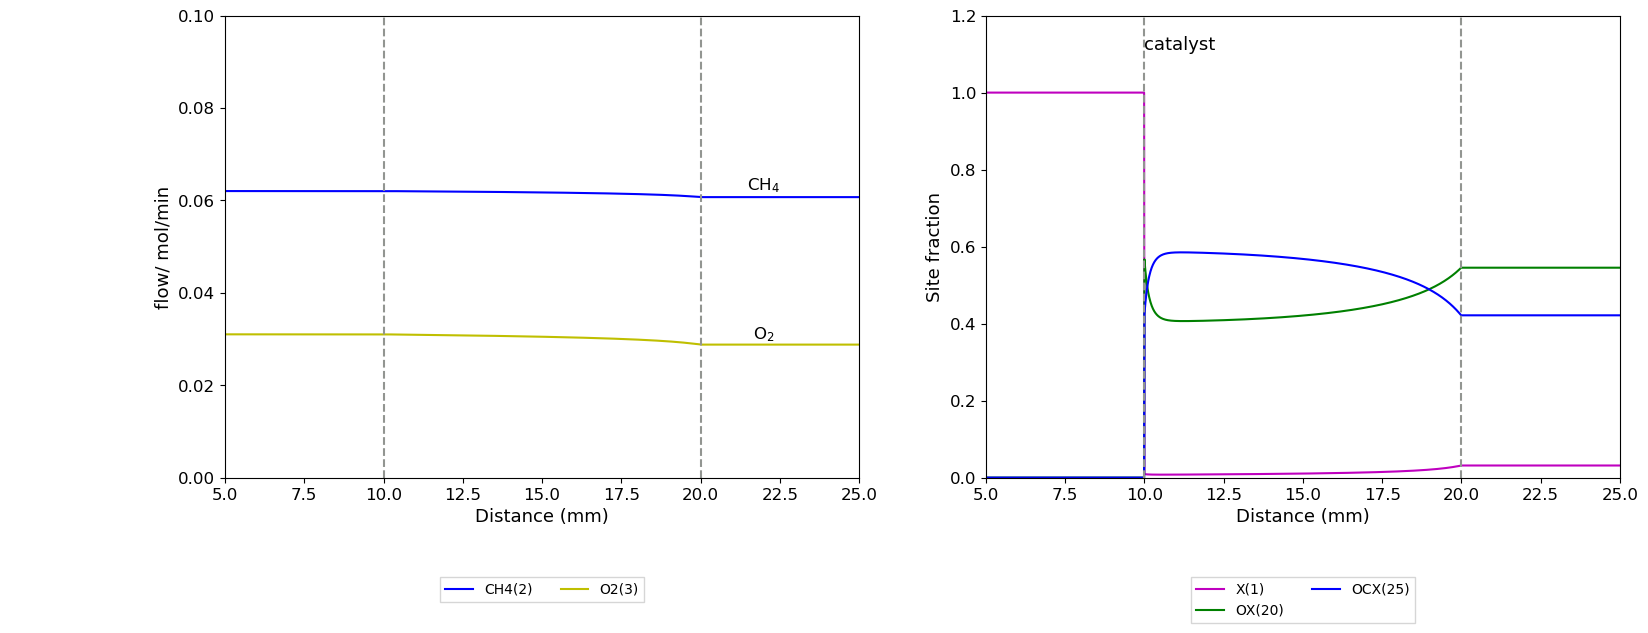 0.10
0.08
0.06
0.04
0.02
0.00
flow/ mol/min
CH4
O2
5.0 7.5 10.0 12.5 15.0 17.5 20.0 22.5 25.0
Distance (mm)
CH4(2) O2(3)
1.2
1.0
0.8
0.6
0.4
0.2
0.0
Site fraction
catalyst
5.0 7.5 10.0 12.5 15.0 17.5 20.0 22.5 25.0
Distance (mm)
X(1) OCX(25)
OX(20)